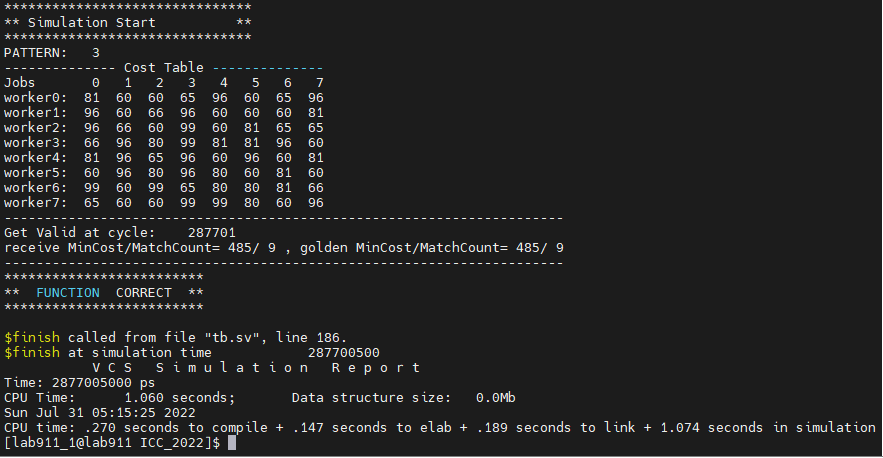 *******************************
** Simulation Start          **
*******************************
PATTERN:   3
-------------- Cost Table --------------
Jobs       0   1   2   3   4   5   6   7
worker0:  81  60  60  65  96  60  65  96
worker1:  96  60  66  96  60  60  60  81
worker2:  96  66  60  99  60  81  65  65
worker3:  66  96  80  99  81  81  96  60
worker4:  81  96  65  96  60  96  60  81
worker5:  60  96  80  96  80  60  81  60
worker6:  99  60  99  65  80  80  81  66
worker7:  65  60  60  99  99  80  60  96
----------------------------------------------------------------------
Get Valid at cycle:    287701
receive MinCost/MatchCount= 485/ 9 , golden MinCost/MatchCount= 485/ 9
----------------------------------------------------------------------
*************************
**  FUNCTION  CORRECT  **
*************************
$finish called from file "tb.sv", line 186.
$finish at simulation time            287700500
           V C S   S i m u l a t i o n   R e p o r t
Time: 2877005000 ps
CPU Time:      1.060 seconds;       Data structure size:   0.0Mb
Sun Jul 31 05:15:25 2022
CPU time: .270 seconds to compile + .147 seconds to elab + .189 seconds to link + 1.074 seconds in simulation
[lab911_1@lab911 ICC_2022]$